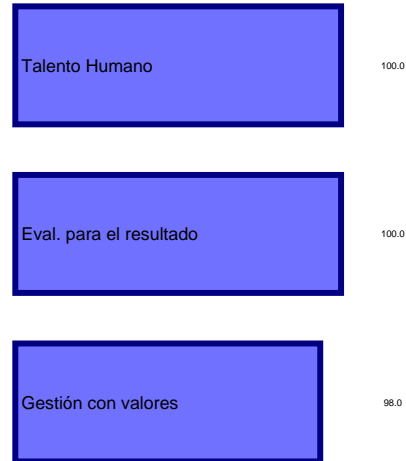 Talento Humano 100.0
Eval. para el resultado 100.0
Gestión con valores 98.0